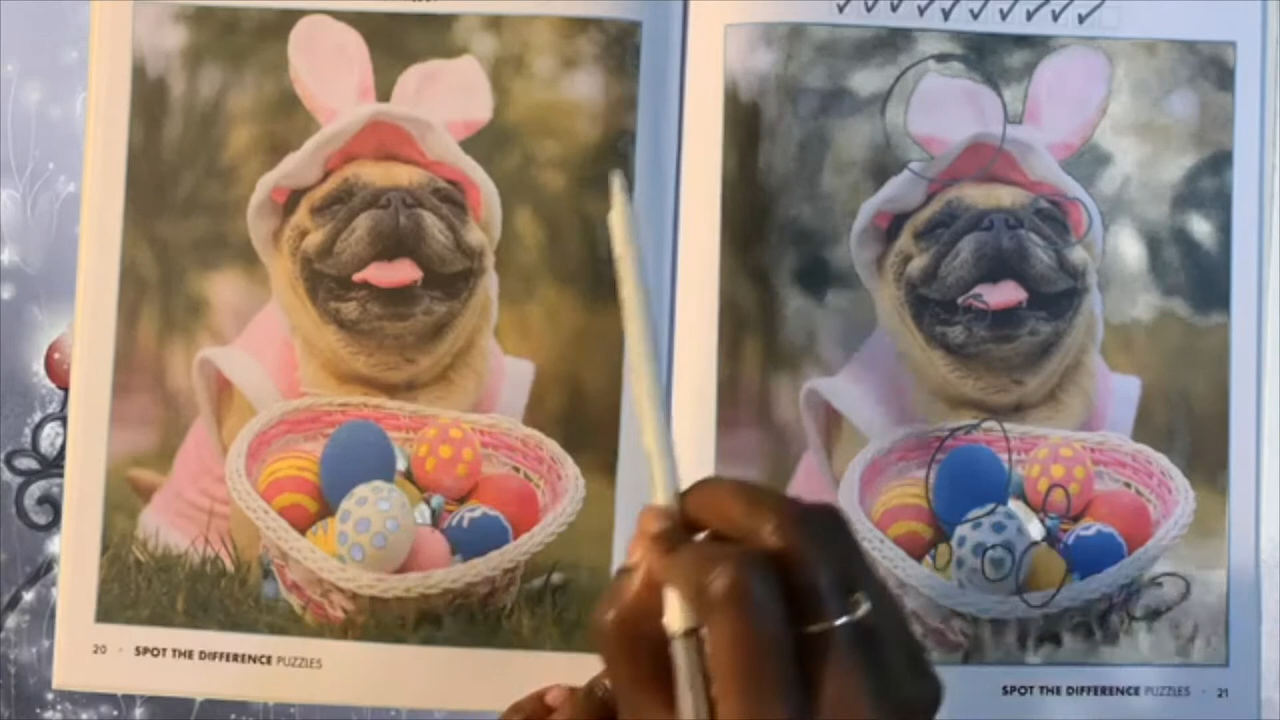 20 · SPOT THE DIFFERENCE PUZZLES
SPOT THE DIFFERENCE PUZZLES · 21